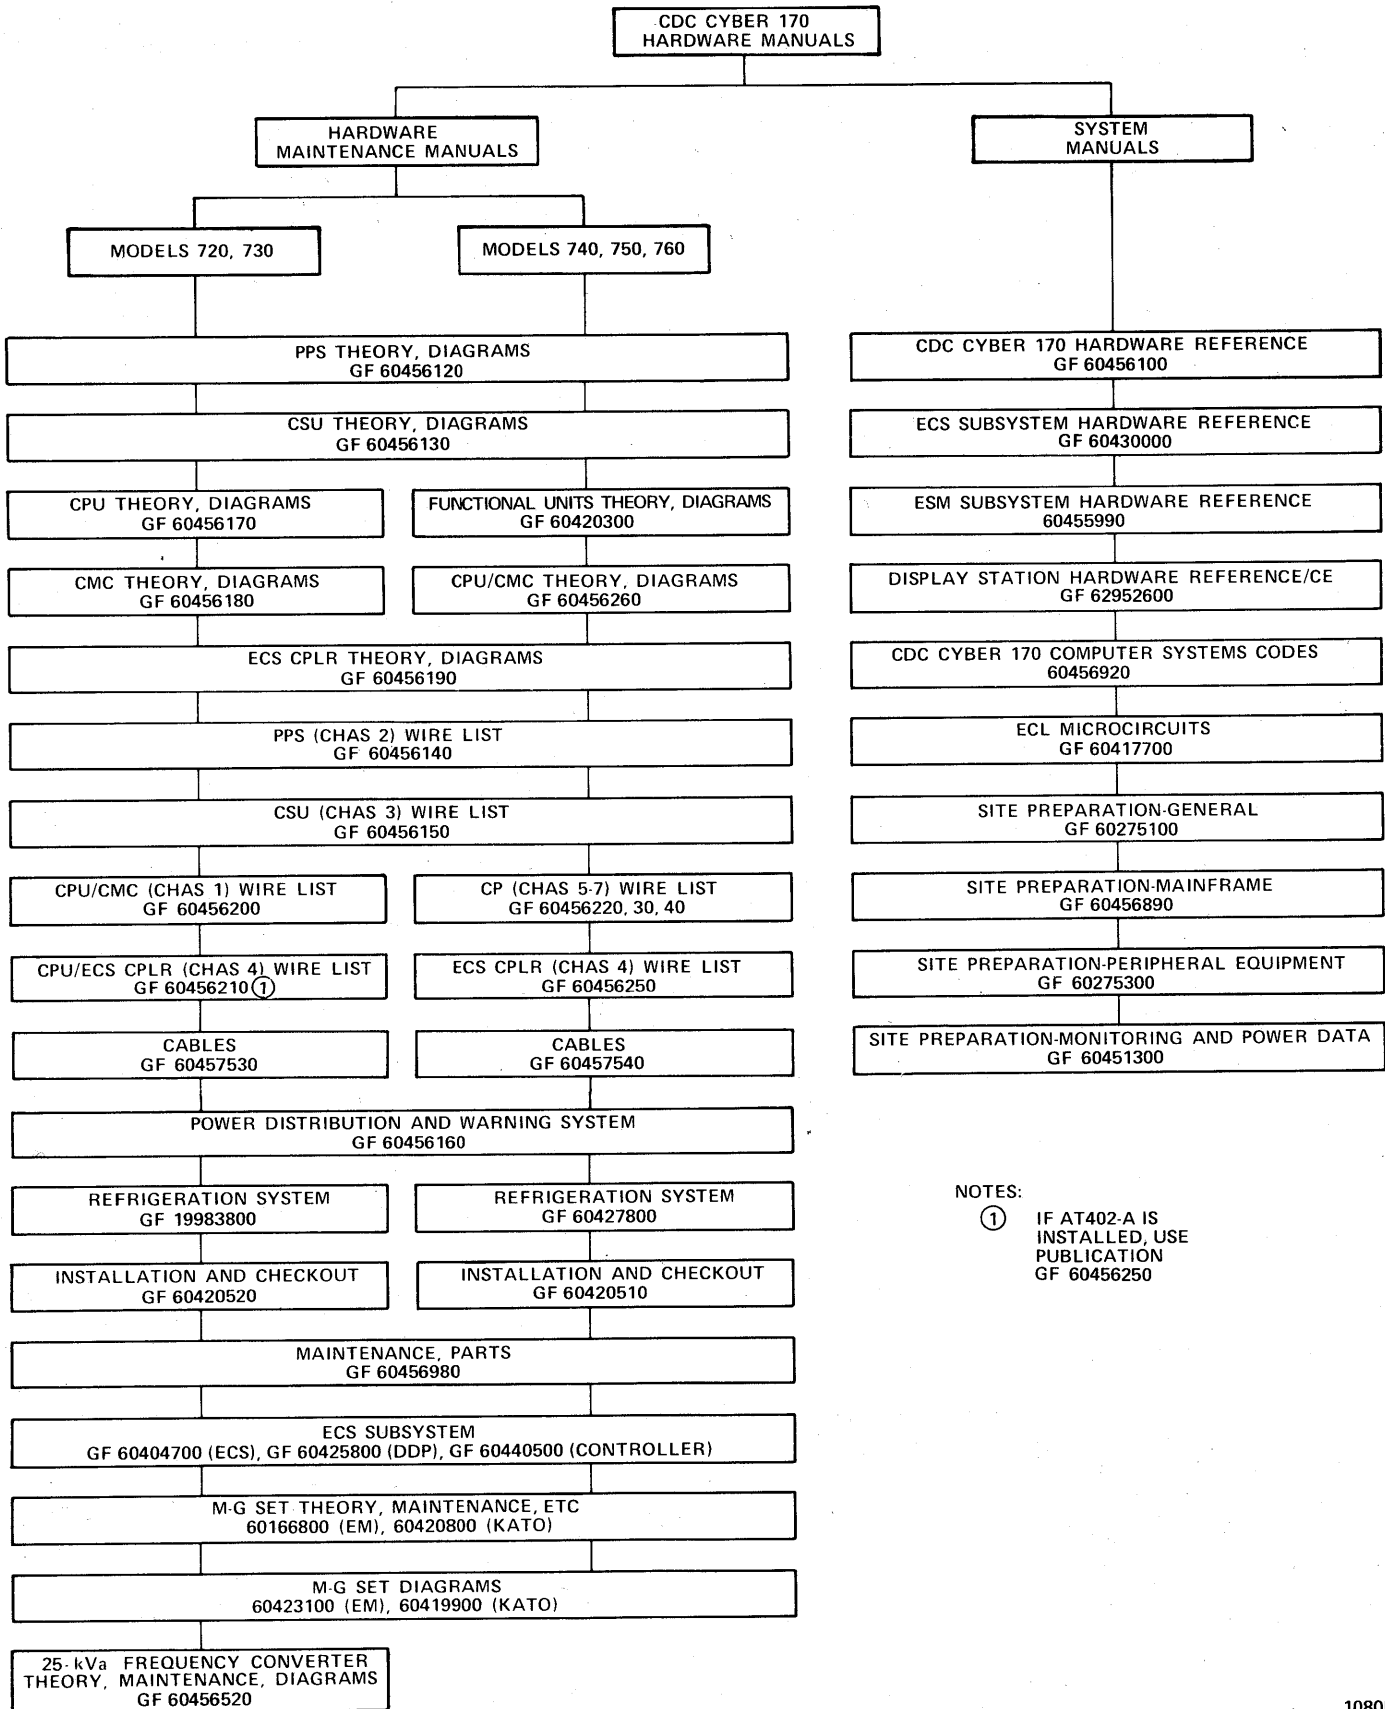 CDC CYBER 170
HARDWARE MANUALS
HARDWARE
MAINTENANCE MANUALS
SYSTEM
MANUALS
MODELS 720, 730
MODELS 740, 750, 760
PPS THEORY, DIAGRAMS
GF 60456120
CSU THEORY, DIAGRAMS
GF 60456130
CPU THEORY, DIAGRAMS
GF 60456170
FUNCTIONAL UNITS THEORY, DIAGRAMS
GF 60420300
CMC THEORY, DIAGRAMS
GF 60456180
CPU/CMC THEORY, DIAGRAMS
GF 60456260
ECS CPLR THEORY, DIAGRAMS
GF 60456190
PPS (CHAS 2) WIRE LIST
GF 60456140
CSU (CHAS 3) WIRE LIST
GF 60456150
CPU/CMC (CHAS 1) WIRE LIST
GF 60456200
CP (CHAS 5-7) WIRE LIST
GF 60456220, 30, 40
CPU/ECS CPLR (CHAS 4) WIRE LIST
GF 60456210 ①
ECS CPLR (CHAS 4) WIRE LIST
GF 60456250
CABLES
GF 60457530
CABLES
GF 60457540
POWER DISTRIBUTION AND WARNING SYSTEM
GF 60456160
REFRIGERATION SYSTEM
GF 19983800
REFRIGERATION SYSTEM
GF 60427800
INSTALLATION AND CHECKOUT
GF 60420520
INSTALLATION AND CHECKOUT
GF 60420510
MAINTENANCE, PARTS
GF 60456980
ECS SUBSYSTEM
GF 60404700 (ECS), GF 60425800 (DDP), GF 60440500 (CONTROLLER)
M-G SET THEORY, MAINTENANCE, ETC
60166800 (EM), 60420800 (KATO)
M-G SET DIAGRAMS
60423100 (EM), 60419900 (KATO)
25-kVa FREQUENCY CONVERTER
THEORY, MAINTENANCE, DIAGRAMS
GF 60456520
CDC CYBER 170 HARDWARE REFERENCE
GF 60456100
ECS SUBSYSTEM HARDWARE REFERENCE
GF 60430000
ESM SUBSYSTEM HARDWARE REFERENCE
60455990
DISPLAY STATION HARDWARE REFERENCE/CE
GF 62952600
CDC CYBER 170 COMPUTER SYSTEMS CODES
60456920
ECL MICROCIRCUITS
GF 60417700
SITE PREPARATION-GENERAL
GF 60275100
SITE PREPARATION-MAINFRAME
GF 60456890
SITE PREPARATION-PERIPHERAL EQUIPMENT
GF 60275300
SITE PREPARATION-MONITORING AND POWER DATA
GF 60451300
NOTES:
① IF AT402-A IS
INSTALLED, USE
PUBLICATION
GF 60456250
1080